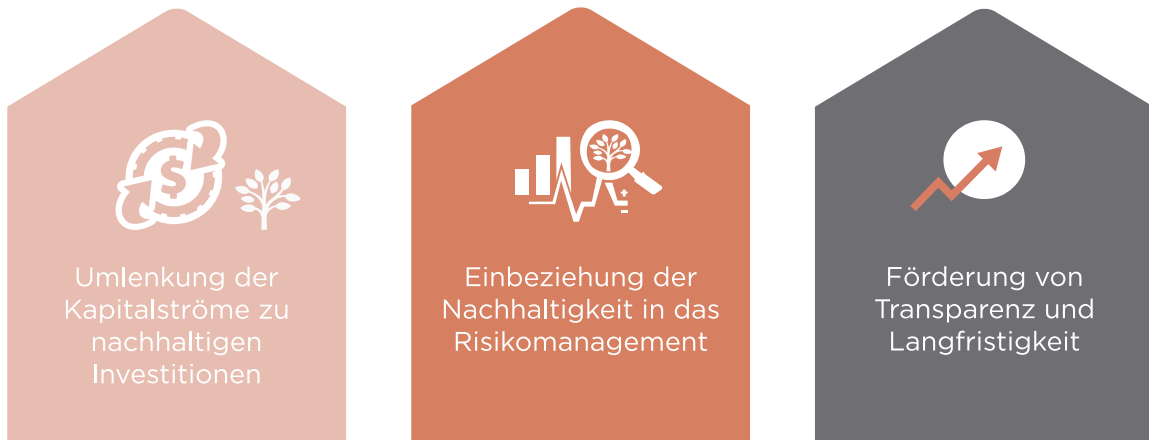 Umlenkung der
Kapitalströme zu
nachhaltigen
Investitionen
Einbeziehung der
Nachhaltigkeit in das
Risikomanagement
Förderung von
Transparenz und
Langfristigkeit